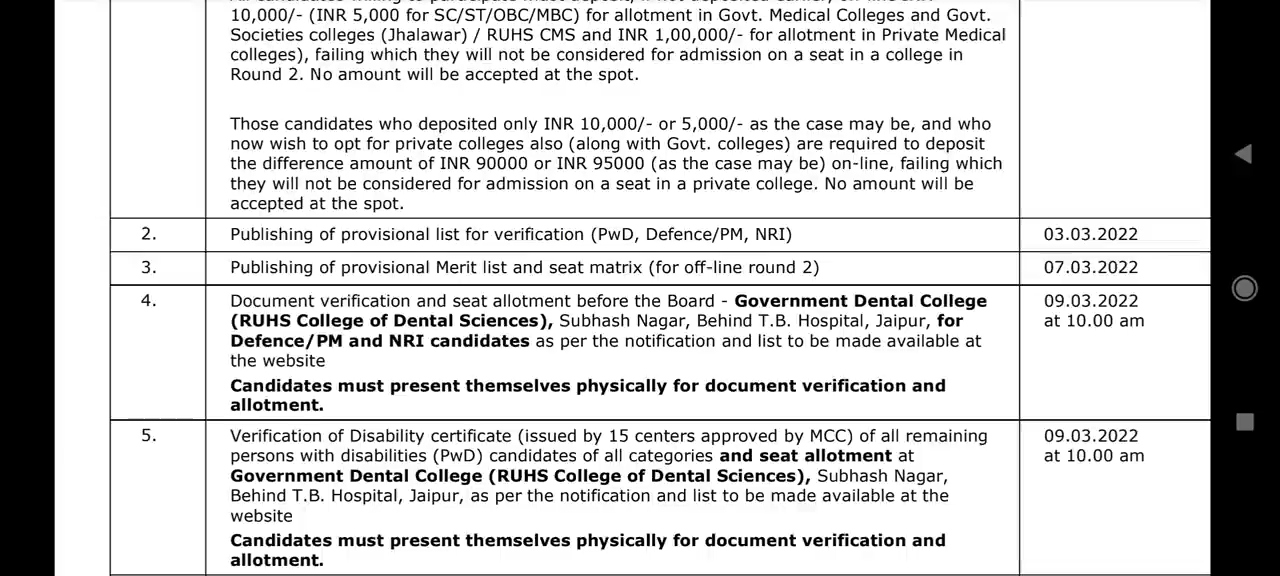 10,000/- (INR 5,000 for SC/ST/OBC/MBC) for allotment in Govt. Medical Colleges and Govt.
Societies colleges (Jhalawar) / RUHS CMS and INR 1,00,000/- for allotment in Private Medical
colleges), failing which they will not be considered for admission on a seat in a college in
Round 2. No amount will be accepted at the spot.
Those candidates who deposited only INR 10,000/- or 5,000/- as the case may be, and who
now wish to opt for private colleges also (along with Govt. colleges) are required to deposit
the difference amount of INR 90000 or INR 95000 (as the case may be) on-line, failing which
they will not be considered for admission on a seat in a private college. No amount will be
accepted at the spot.
2. Publishing of provisional list for verification (PwD, Defence/PM, NRI) 03.03.2022
3. Publishing of provisional Merit list and seat matrix (for off-line round 2) 07.03.2022
4. Document verification and seat allotment before the Board - Government Dental College 09.03.2022
(RUHS College of Dental Sciences), Subhash Nagar, Behind T.B. Hospital, Jaipur, for at 10.00 am
Defence/PM and NRI candidates as per the notification and list to be made available at
the website
Candidates must present themselves physically for document verification and
allotment.
5. Verification of Disability certificate (issued by 15 centers approved by MCC) of all remaining 09.03.2022
persons with disabilities (PwD) candidates of all categories and seat allotment at at 10.00 am
Government Dental College (RUHS College of Dental Sciences), Subhash Nagar,
Behind T.B. Hospital, Jaipur, as per the notification and list to be made available at the
website
Candidates must present themselves physically for document verification and
allotment.